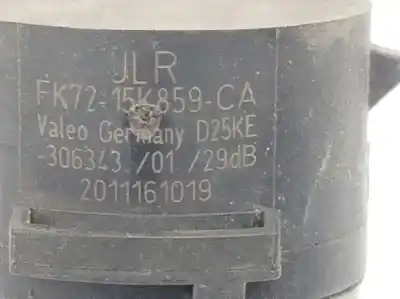 JLR
FK72-15K859-CA
Valeo Germany D25KE
-306343 /01 /29dB
2011161019